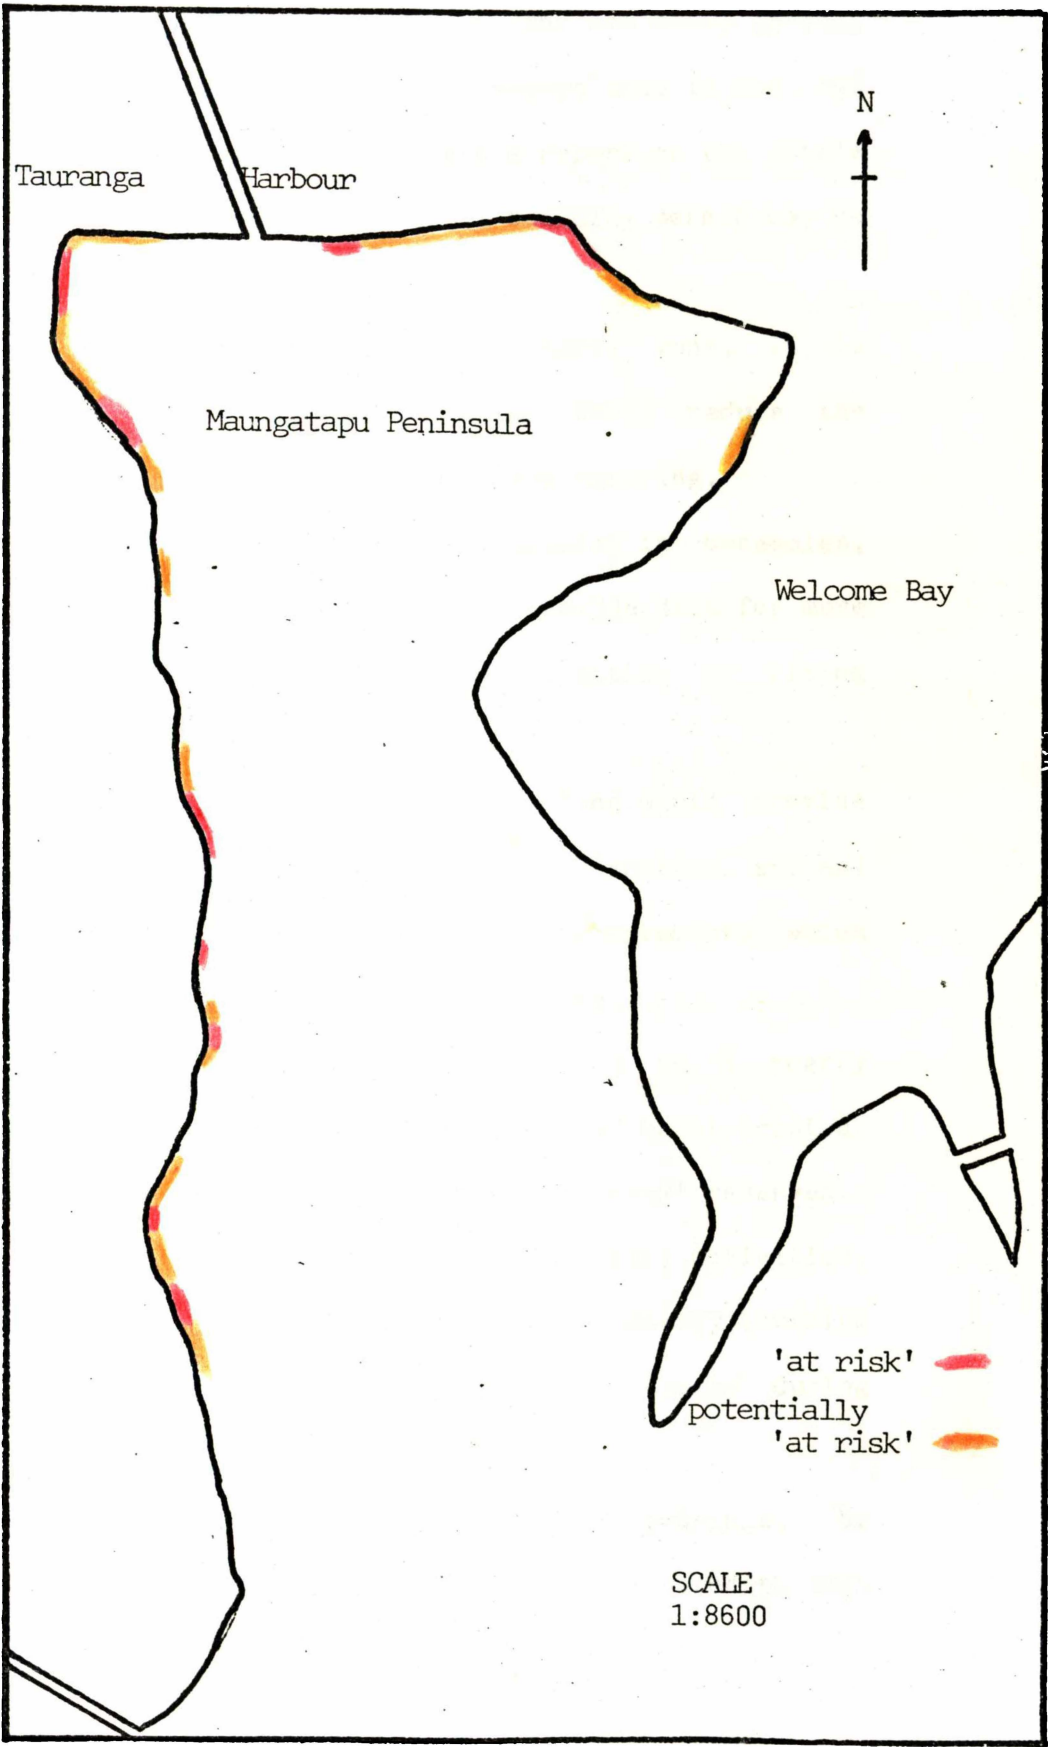 N
Tauranga Harbour
Maungatapu Peninsula
Welcome Bay
'at risk'
potentially
'at risk'
SCALE
1:8600